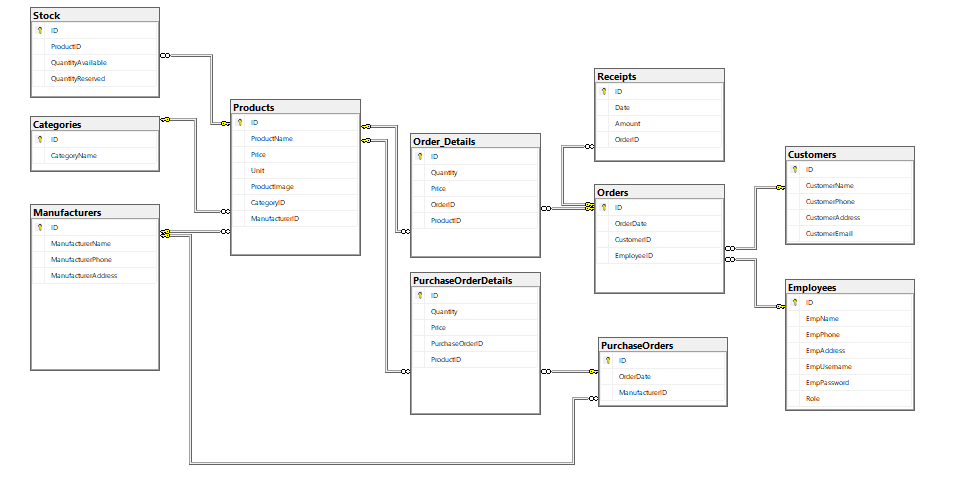 Stock
ID
ProductID
QuantityAvailable
QuantityReserved
Categories
ID
CategoryName
Manufacturers
ID
ManufacturerName
ManufacturerPhone
ManufacturerAddress
Products
ID
ProductName
Price
Unit
ProductImage
CategoryID
ManufacturerID
Order_Details
ID
Quantity
Price
OrderID
ProductID
PurchaseOrderDetails
ID
Quantity
Price
PurchaseOrderID
ProductID
Receipts
ID
Date
Amount
OrderID
Orders
ID
OrderDate
CustomerID
EmployeeID
PurchaseOrders
ID
OrderDate
ManufacturerID
Customers
ID
CustomerName
CustomerPhone
CustomerAddress
CustomerEmail
Employees
ID
EmpName
EmpPhone
EmpAddress
EmpUsername
EmpPassword
Role